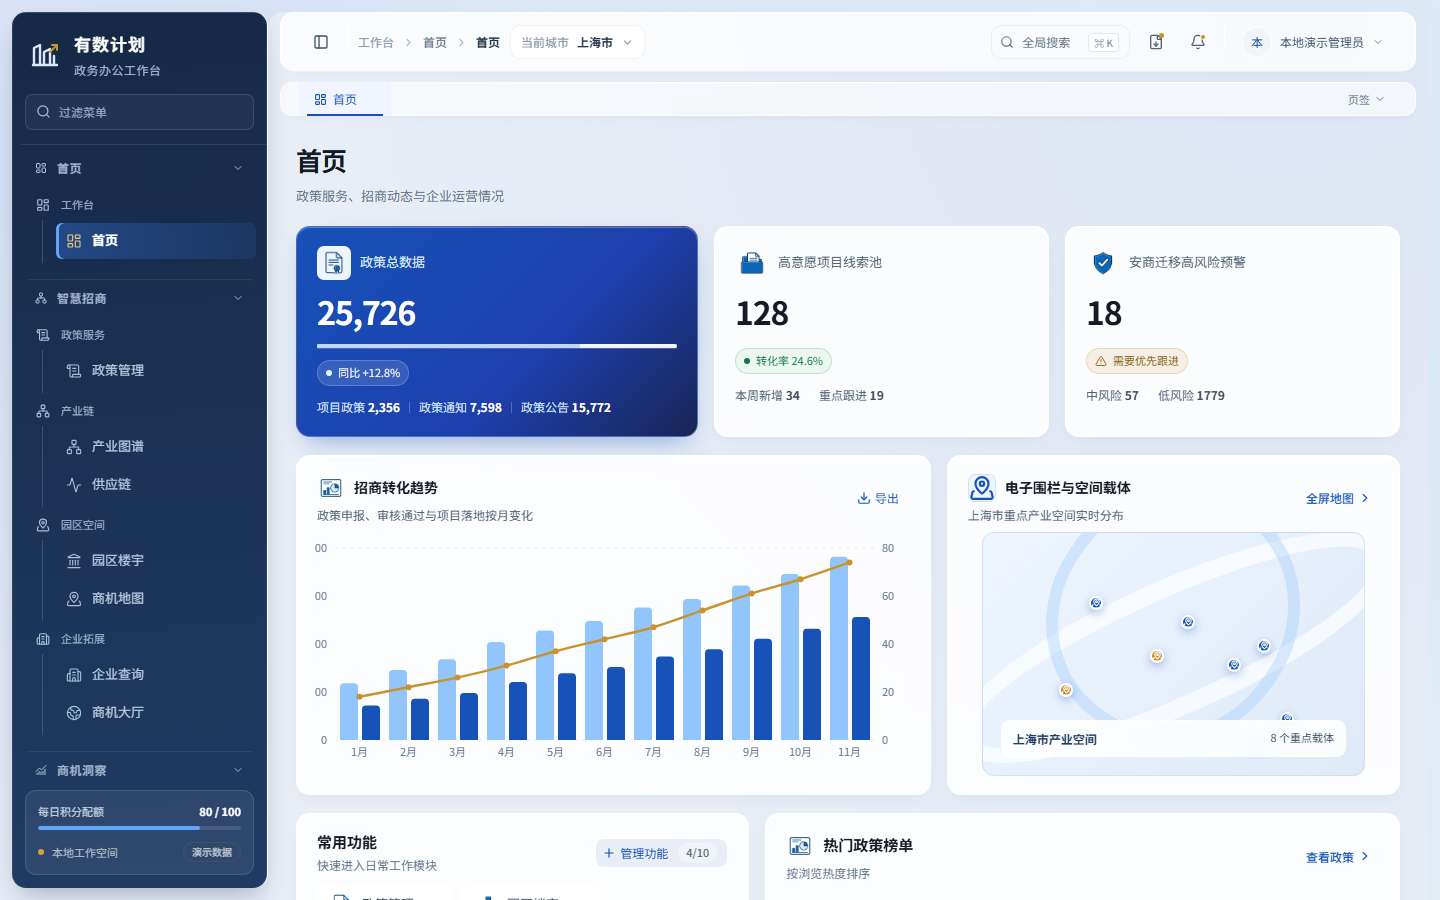 有数计划
政务办公工作台
过滤菜单
首页
工作台
首页
智慧招商
政策服务
政策管理
产业链
产业图谱
供应链
园区空间
园区楼宇
商机地图
企业拓展
企业查询
商机大厅
商机洞察
每日积分配额 80 / 100
本地工作空间 演示数据
工作台 首页 首页 当前城市 上海市
全局搜索 ⌘K 本 本地演示管理员
首页 页签
首页
政策服务、招商动态与企业运营情况
政策总数据
25,726
同比 +12.8%
项目政策 2,356 政策通知 7,598 政策公告 15,772
高意愿项目线索池
128
转化率 24.6%
本周新增 34 重点跟进 19
安商迁移高风险预警
18
需要优先跟进
中风险 57 低风险 1779
招商转化趋势
政策申报、审核通过与项目落地按月变化
导出
00 80
00 60
00 40
00 20
0 0
1月 2月 3月 4月 5月 6月 7月 8月 9月 10月 11月
电子围栏与空间载体
上海市重点产业空间实时分布
全屏地图
上海市产业空间 8 个重点载体
常用功能
快速进入日常工作模块
管理功能 4/10
热门政策榜单
按浏览热度排序
查看政策